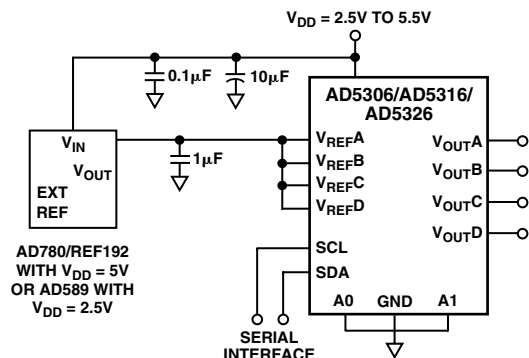 V_DD = 2.5V TO 5.5V
0.1µF
10µF
AD5306/AD5316/
AD5326
V_IN
V_OUT
EXT
REF
1µF
V_REFA
V_REFB
V_REFC
V_REFD
V_OUTA
V_OUTB
V_OUTC
V_OUTD
SCL
SDA
A0
GND
A1
AD780/REF192
WITH V_DD = 5V
OR AD589 WITH
V_DD = 2.5V
SERIAL
INTERFACE